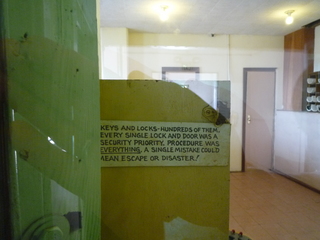 KEYS AND LOCKS-HUNDREDS OF THEM.
EVERY SINGLE LOCK AND DOOR WAS A
SECURITY PRIORITY. PROCEDURE WAS
EVERYTHING. A SINGLE MISTAKE COULD
MEAN ESCAPE OR DISASTER!